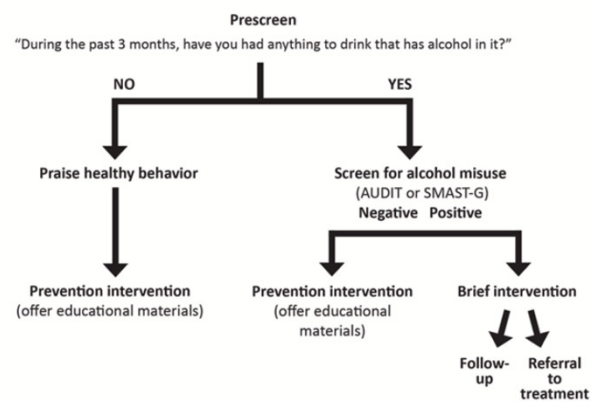 Prescreen
“During the past 3 months, have you had anything to drink that has alcohol in it?”
NO
YES
Praise healthy behavior
Screen for alcohol misuse
(AUDIT or SMAST-G)
Negative Positive
Prevention intervention
(offer educational materials)
Prevention intervention
(offer educational
materials)
Brief intervention
Follow-
up
Referral
to
treatment